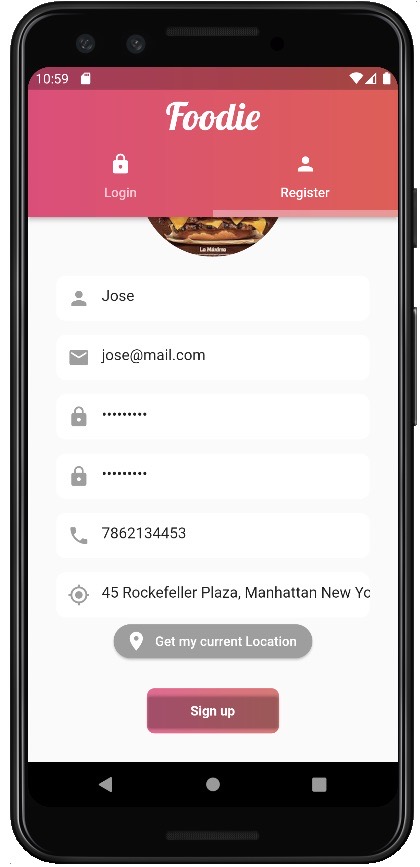 10:59
Foodie
Login
Register
La Máxima
Jose
jose@mail.com
•••••••••
•••••••••
7862134453
45 Rockefeller Plaza, Manhattan New Yo
Get my current Location
Sign up